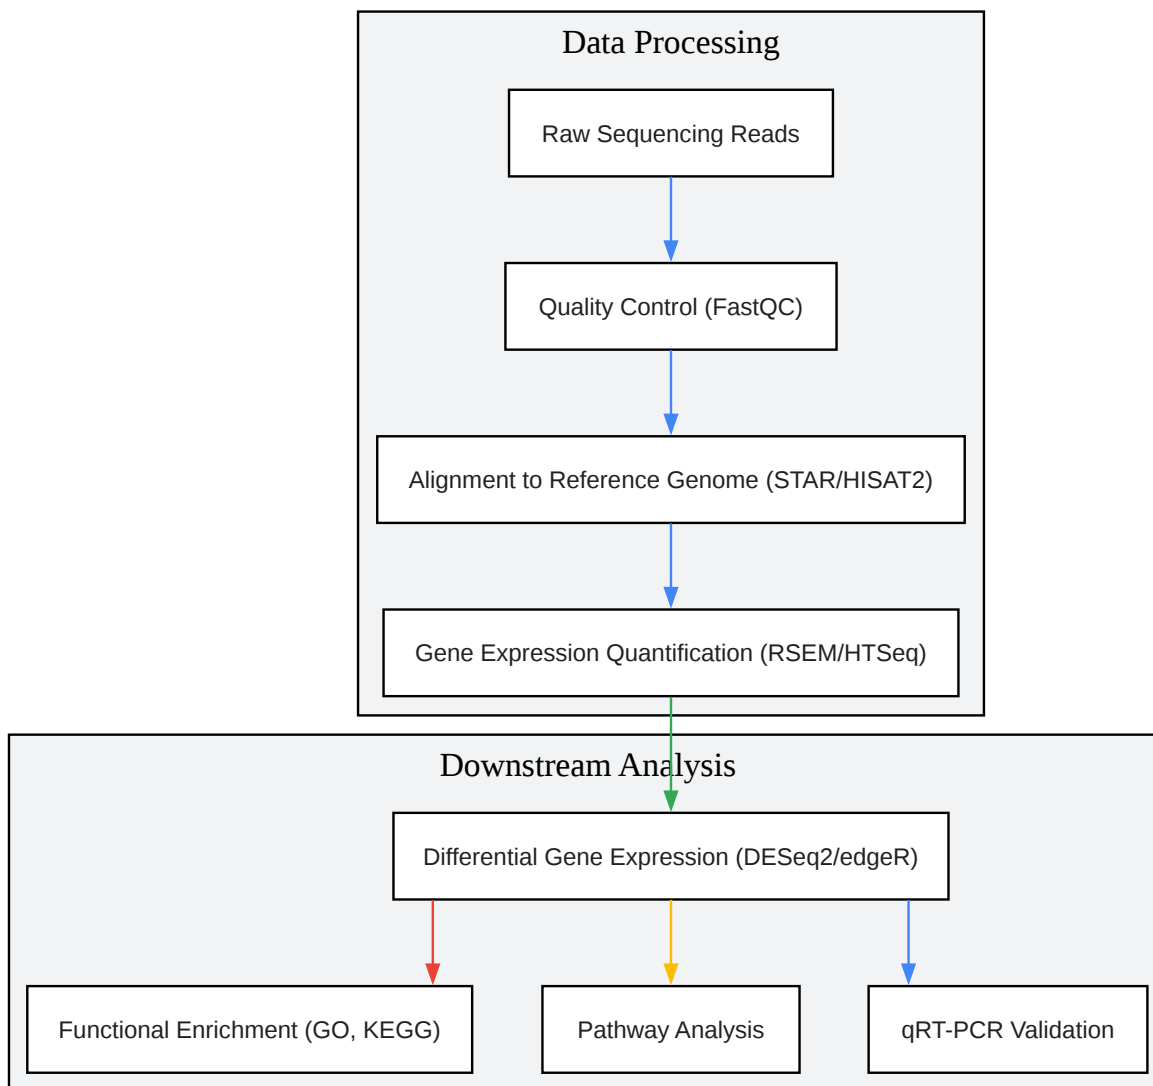 Data Processing
Raw Sequencing Reads
Quality Control (FastQC)
Alignment to Reference Genome (STAR/HISAT2)
Gene Expression Quantification (RSEM/HTSeq)
Downstream Analysis
Differential Gene Expression (DESeq2/edgeR)
Functional Enrichment (GO, KEGG)
Pathway Analysis
qRT-PCR Validation